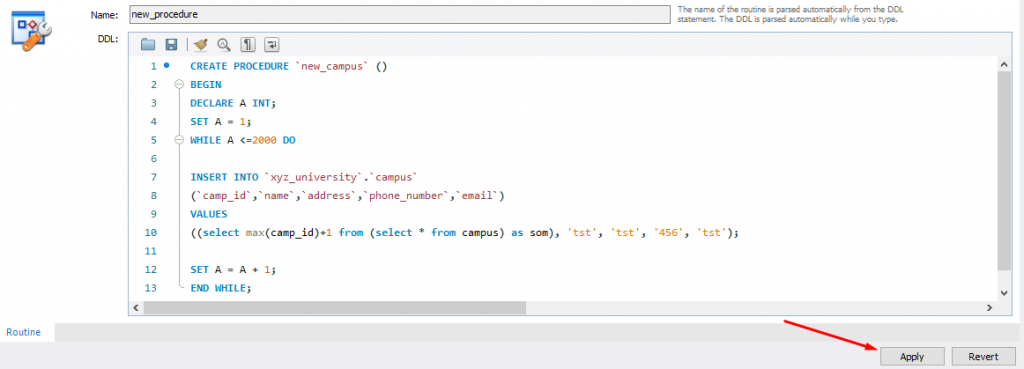 Name:
new_procedure
The name of the routine is parsed automatically from the DDL
statement. The DDL is parsed automatically while you type.
DDL:
1 CREATE PROCEDURE `new_campus` ()
2 BEGIN
3 DECLARE A INT;
4 SET A = 1;
5 WHILE A <=2000 DO
6
7 INSERT INTO `xyz_university`.`campus`
8 (`camp_id`,`name`,`address`,`phone_number`,`email`)
9 VALUES
10 ((select max(camp_id)+1 from (select * from campus) as som), 'tst', 'tst', '456', 'tst');
11
12 SET A = A + 1;
13 END WHILE;
Routine
Apply
Revert